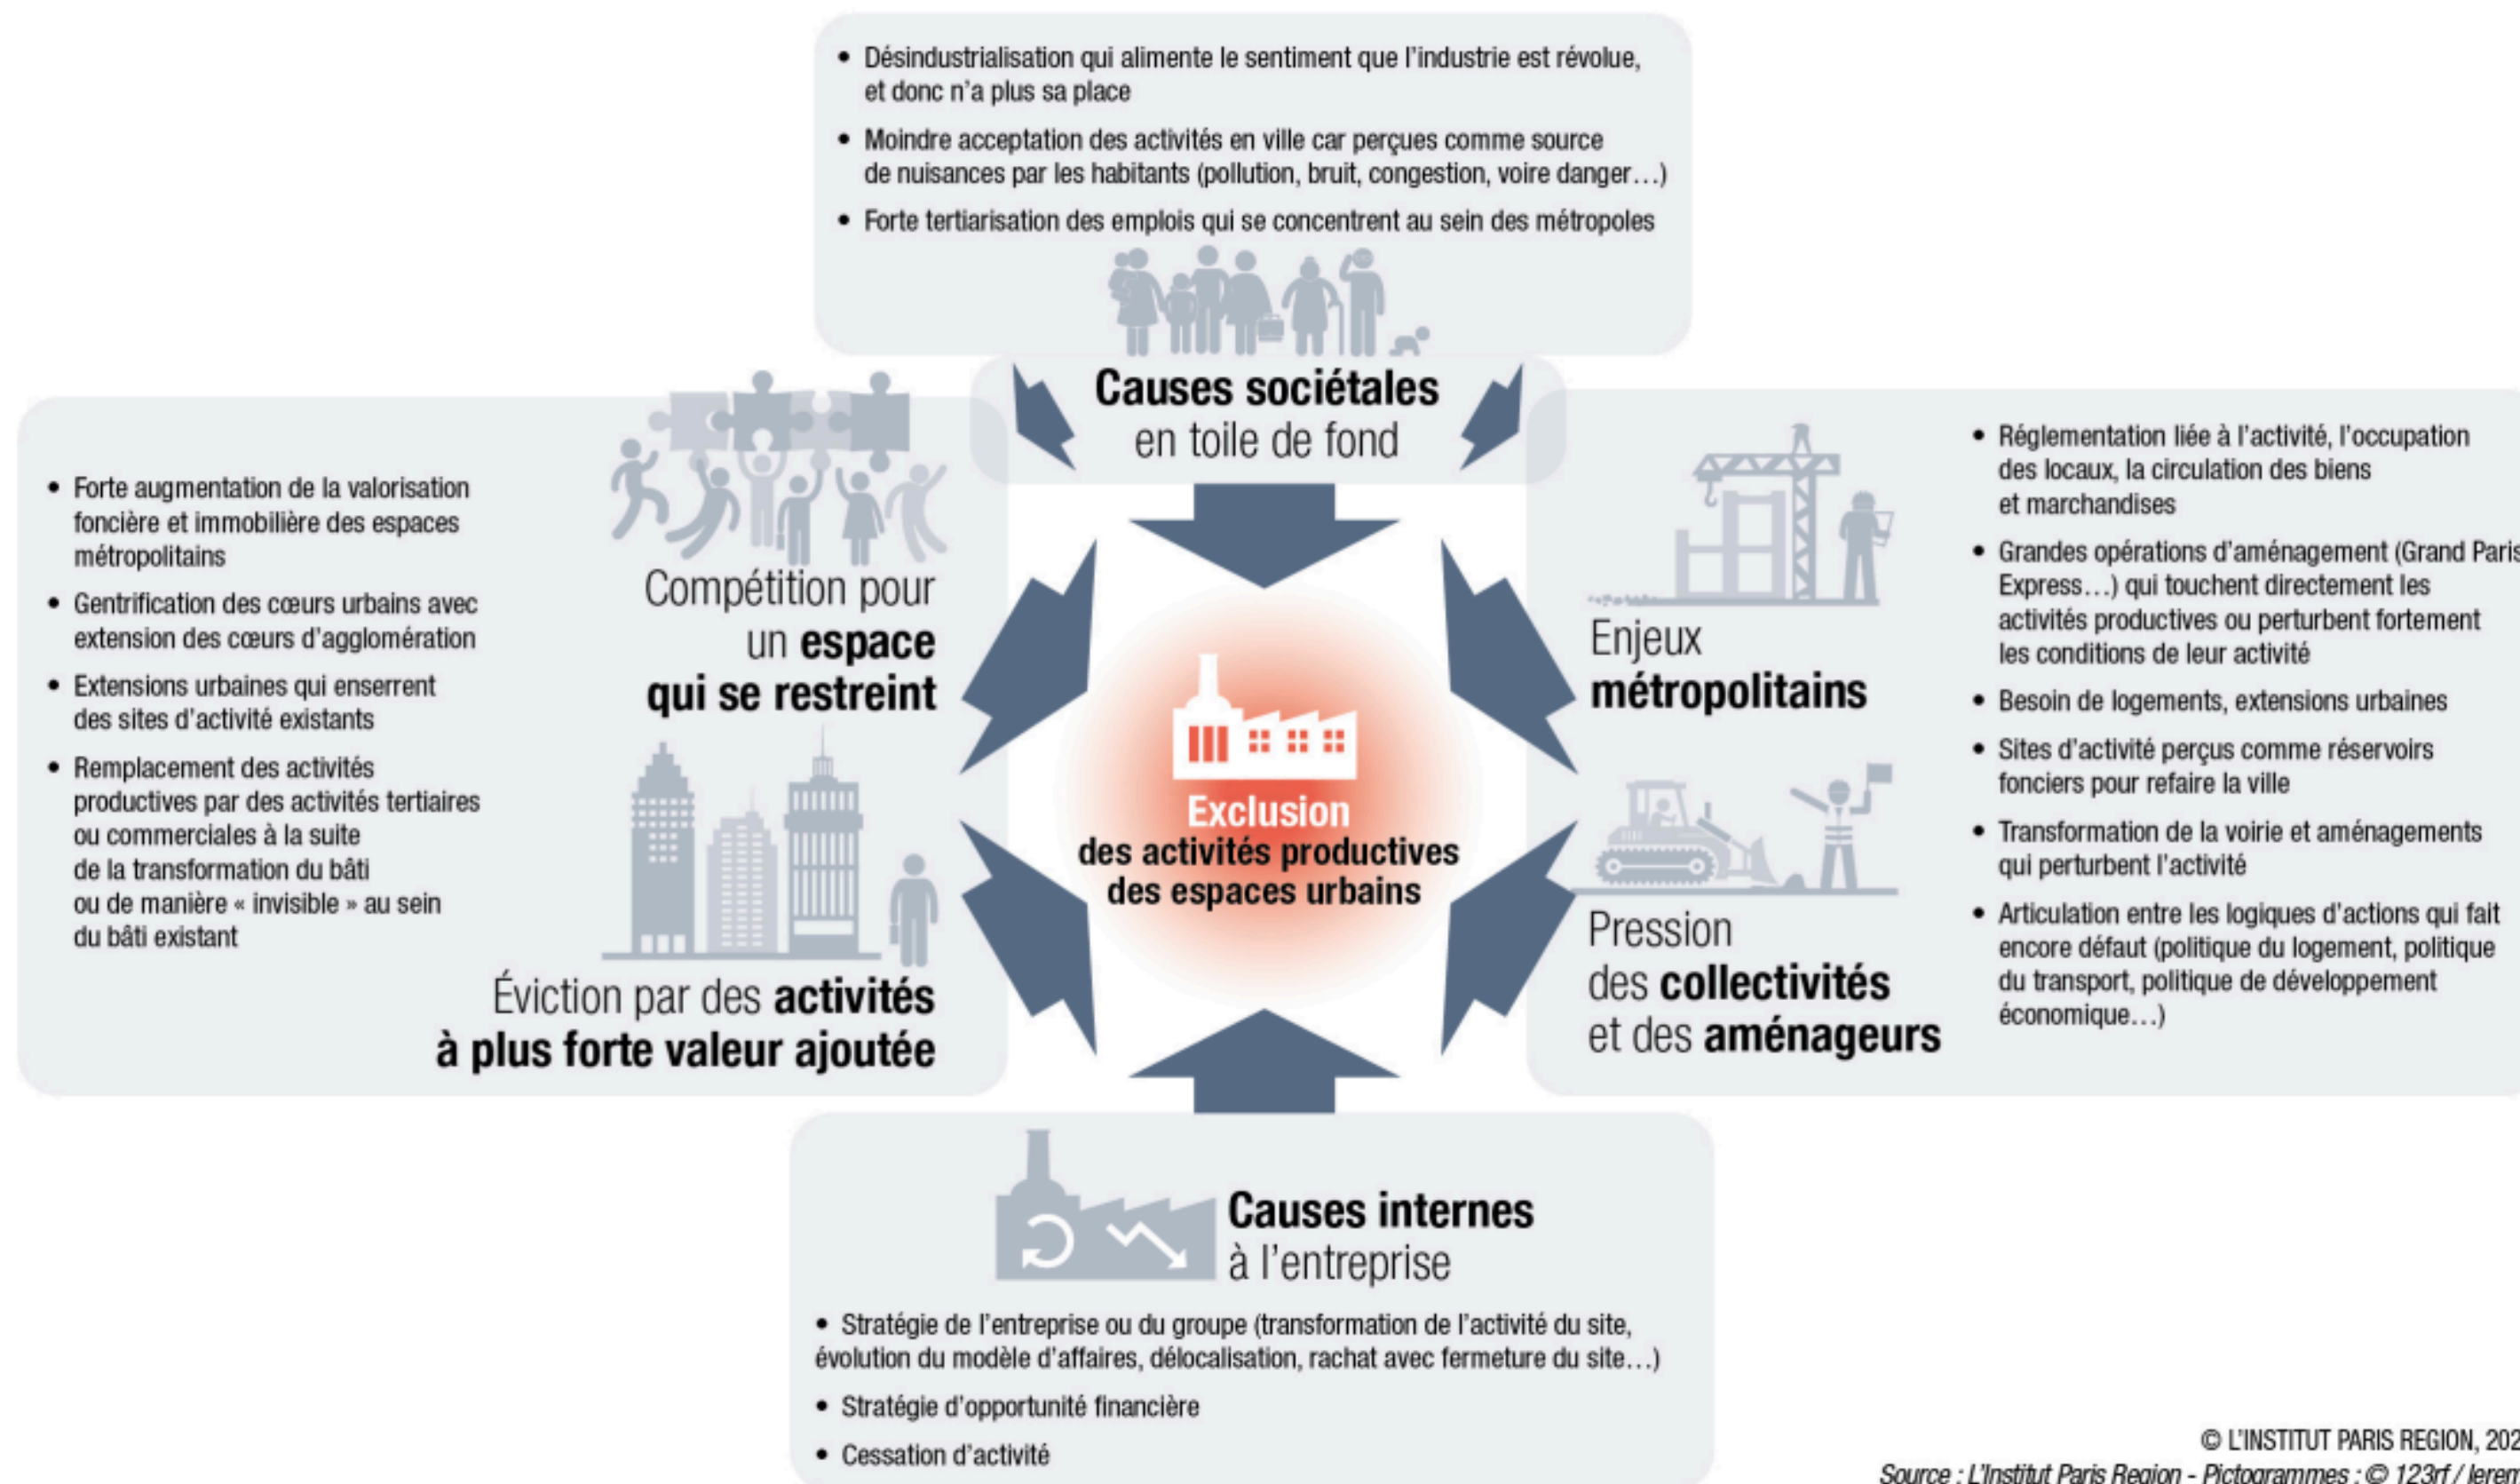 • Désindustrialisation qui alimente le sentiment que l'industrie est révolue,
et donc n'a plus sa place
• Moindre acceptation des activités en ville car perçues comme source
de nuisances par les habitants (pollution, bruit, congestion, voire danger…)
• Forte tertiarisation des emplois qui se concentrent au sein des métropoles
Causes sociétales
en toile de fond
• Forte augmentation de la valorisation
foncière et immobilière des espaces
métropolitains
• Gentrification des cœurs urbains avec
extension des cœurs d'agglomération
• Extensions urbaines qui enserrent
des sites d'activité existants
• Remplacement des activités
productives par des activités tertiaires
ou commerciales à la suite
de la transformation du bâti
ou de manière « invisible » au sein
du bâti existant
Compétition pour
un espace
qui se restreint
Éviction par des activités
à plus forte valeur ajoutée
Exclusion
des activités productives
des espaces urbains
Enjeux
métropolitains
Pression
des collectivités
et des aménageurs
• Réglementation liée à l'activité, l'occupation
des locaux, la circulation des biens
et marchandises
• Grandes opérations d'aménagement (Grand Paris
Express…) qui touchent directement les
activités productives ou perturbent fortement
les conditions de leur activité
• Besoin de logements, extensions urbaines
• Sites d'activité perçus comme réservoirs
fonciers pour refaire la ville
• Transformation de la voirie et aménagements
qui perturbent l'activité
• Articulation entre les logiques d'actions qui fait
encore défaut (politique du logement, politique
du transport, politique de développement
économique…)
Causes internes
à l'entreprise
• Stratégie de l'entreprise ou du groupe (transformation de l'activité du site,
évolution du modèle d'affaires, délocalisation, rachat avec fermeture du site…)
• Stratégie d'opportunité financière
• Cessation d'activité
© L'INSTITUT PARIS REGION,
Source : L'Institut Paris Region - Pictogrammes : © 123rf /